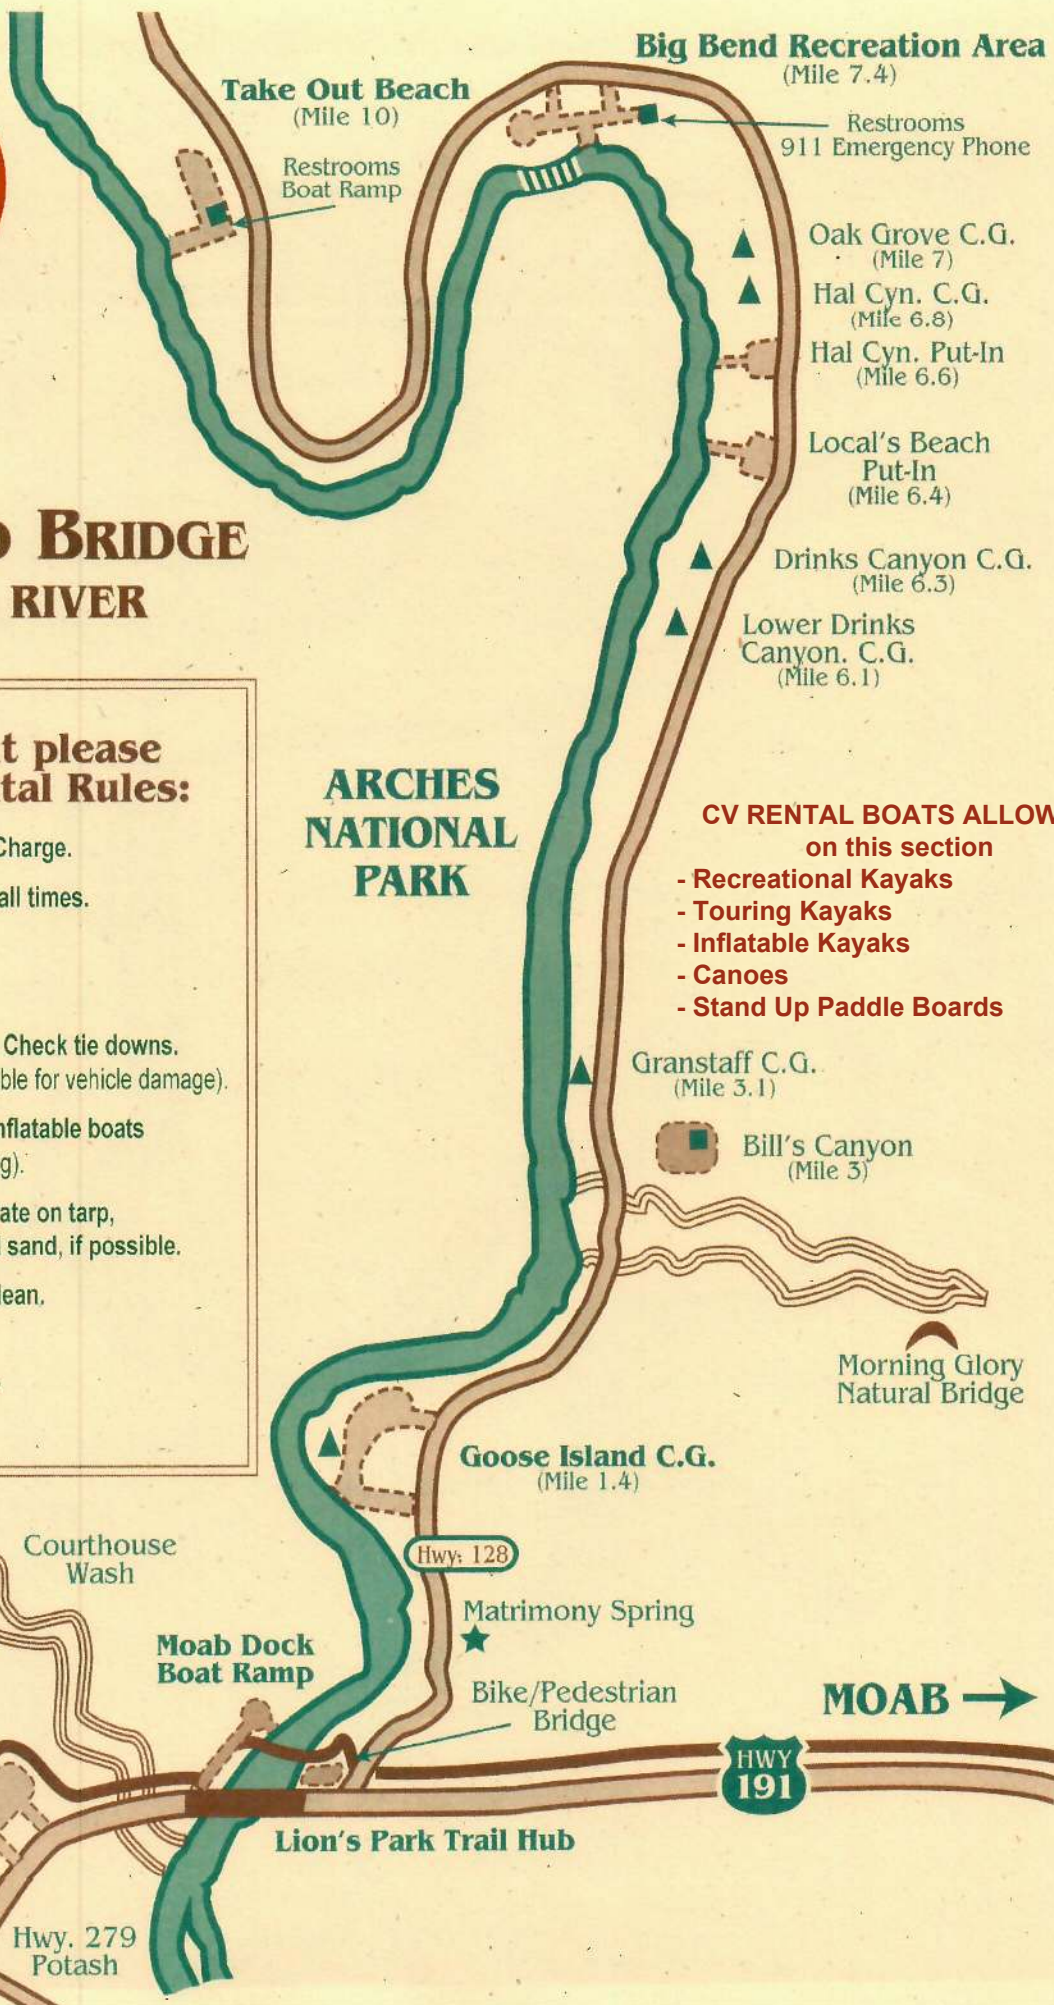 Big Bend Recreation Area
(Mile 7.4)
Take Out Beach
(Mile 10)
Restrooms
Boat Ramp
Restrooms
911 Emergency Phone
Oak Grove C.G.
(Mile 7)
Hal Cyn. C.G.
(Mile 6.8)
Hal Cyn. Put-In
(Mile 6.6)
Local's Beach
Put-In
(Mile 6.4)
BRIDGE
RIVER
Drinks Canyon C.G.
(Mile 6.3)
Lower Drinks
Canyon. C.G.
(Mile 6.1)
t please
tal Rules:
Charge.
all times.
Check tie downs.
ble for vehicle damage).
nflatable boats
g).
ate on tarp,
sand, if possible.
lean.
ARCHES
NATIONAL
PARK
CV RENTAL BOATS ALLOW
on this section
- Recreational Kayaks
- Touring Kayaks
- Inflatable Kayaks
- Canoes
- Stand Up Paddle Boards
Granstaff C.G.
(Mile 3.1)
Bill's Canyon
(Mile 3)
Morning Glory
Natural Bridge
Goose Island C.G.
(Mile 1.4)
Courthouse
Wash
Hwy: 128
Matrimony Spring
Moab Dock
Boat Ramp
Bike/Pedestrian
Bridge
MOAB
HWY
191
Lion's Park Trail Hub
Hwy. 279
Potash